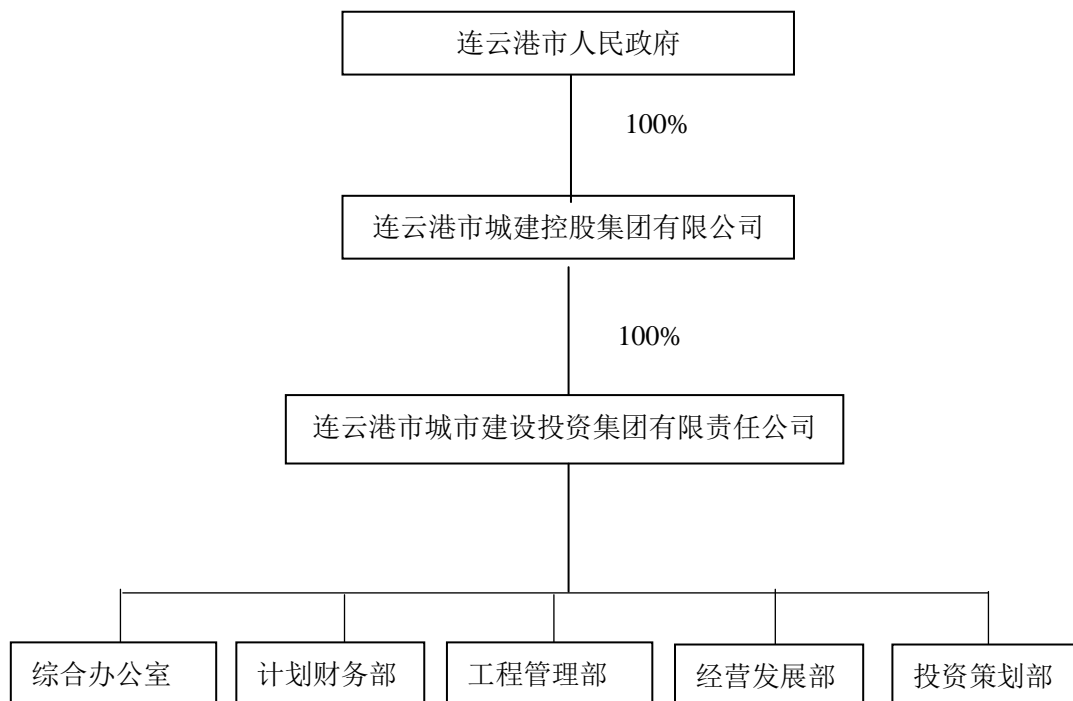 连云港市人民政府
100%
连云港市城建控股集团有限公司
100%
连云港市城市建设投资集团有限责任公司
综合办公室
计划财务部
工程管理部
经营发展部
投资策划部